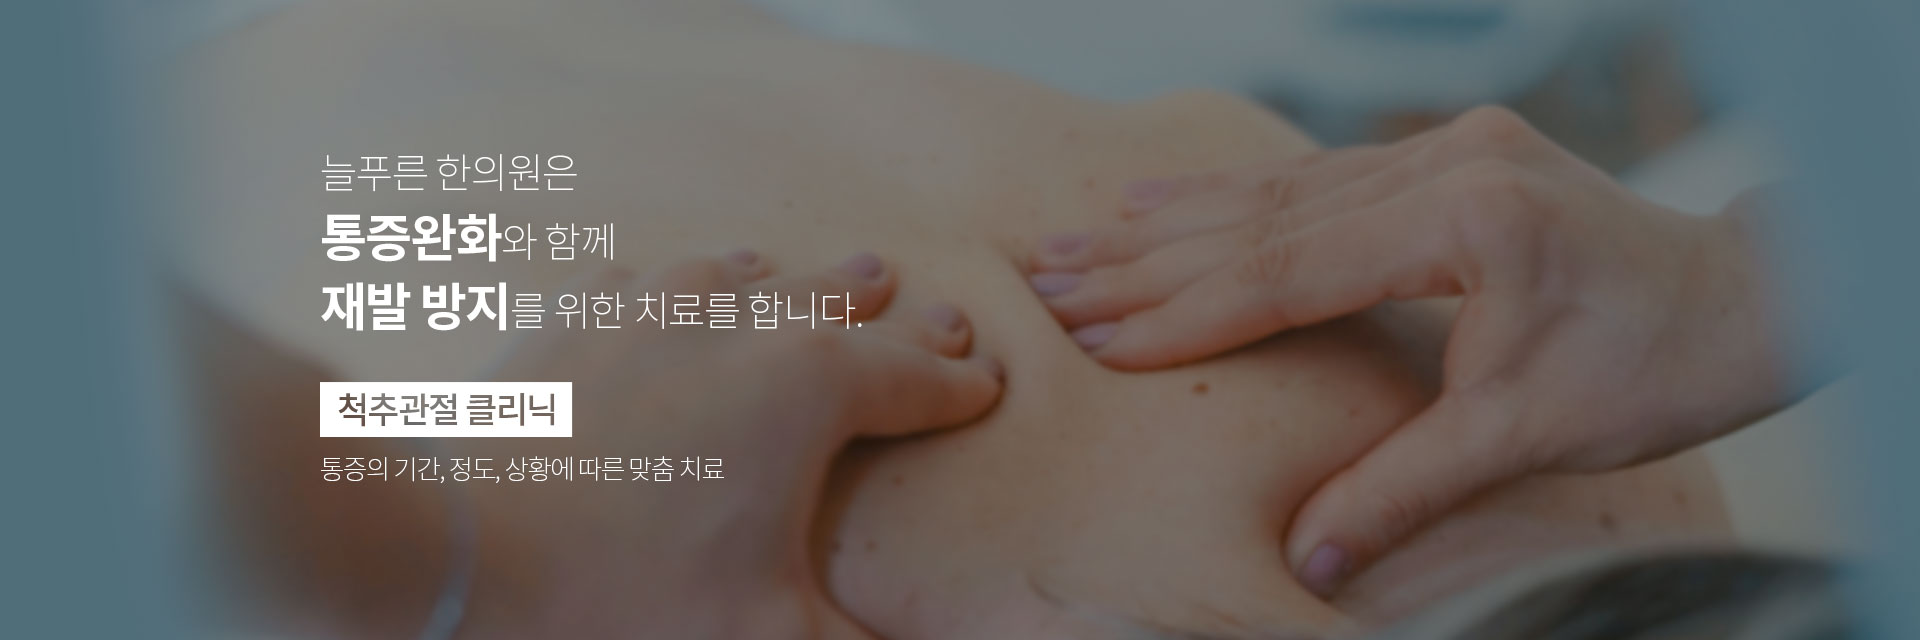 늘푸른 한의원은
통증완화와 함께
재발 방지를 위한 치료를 합니다.
척추관절 클리닉
통증의 기간, 정도, 상황에 따른 맞춤 치료